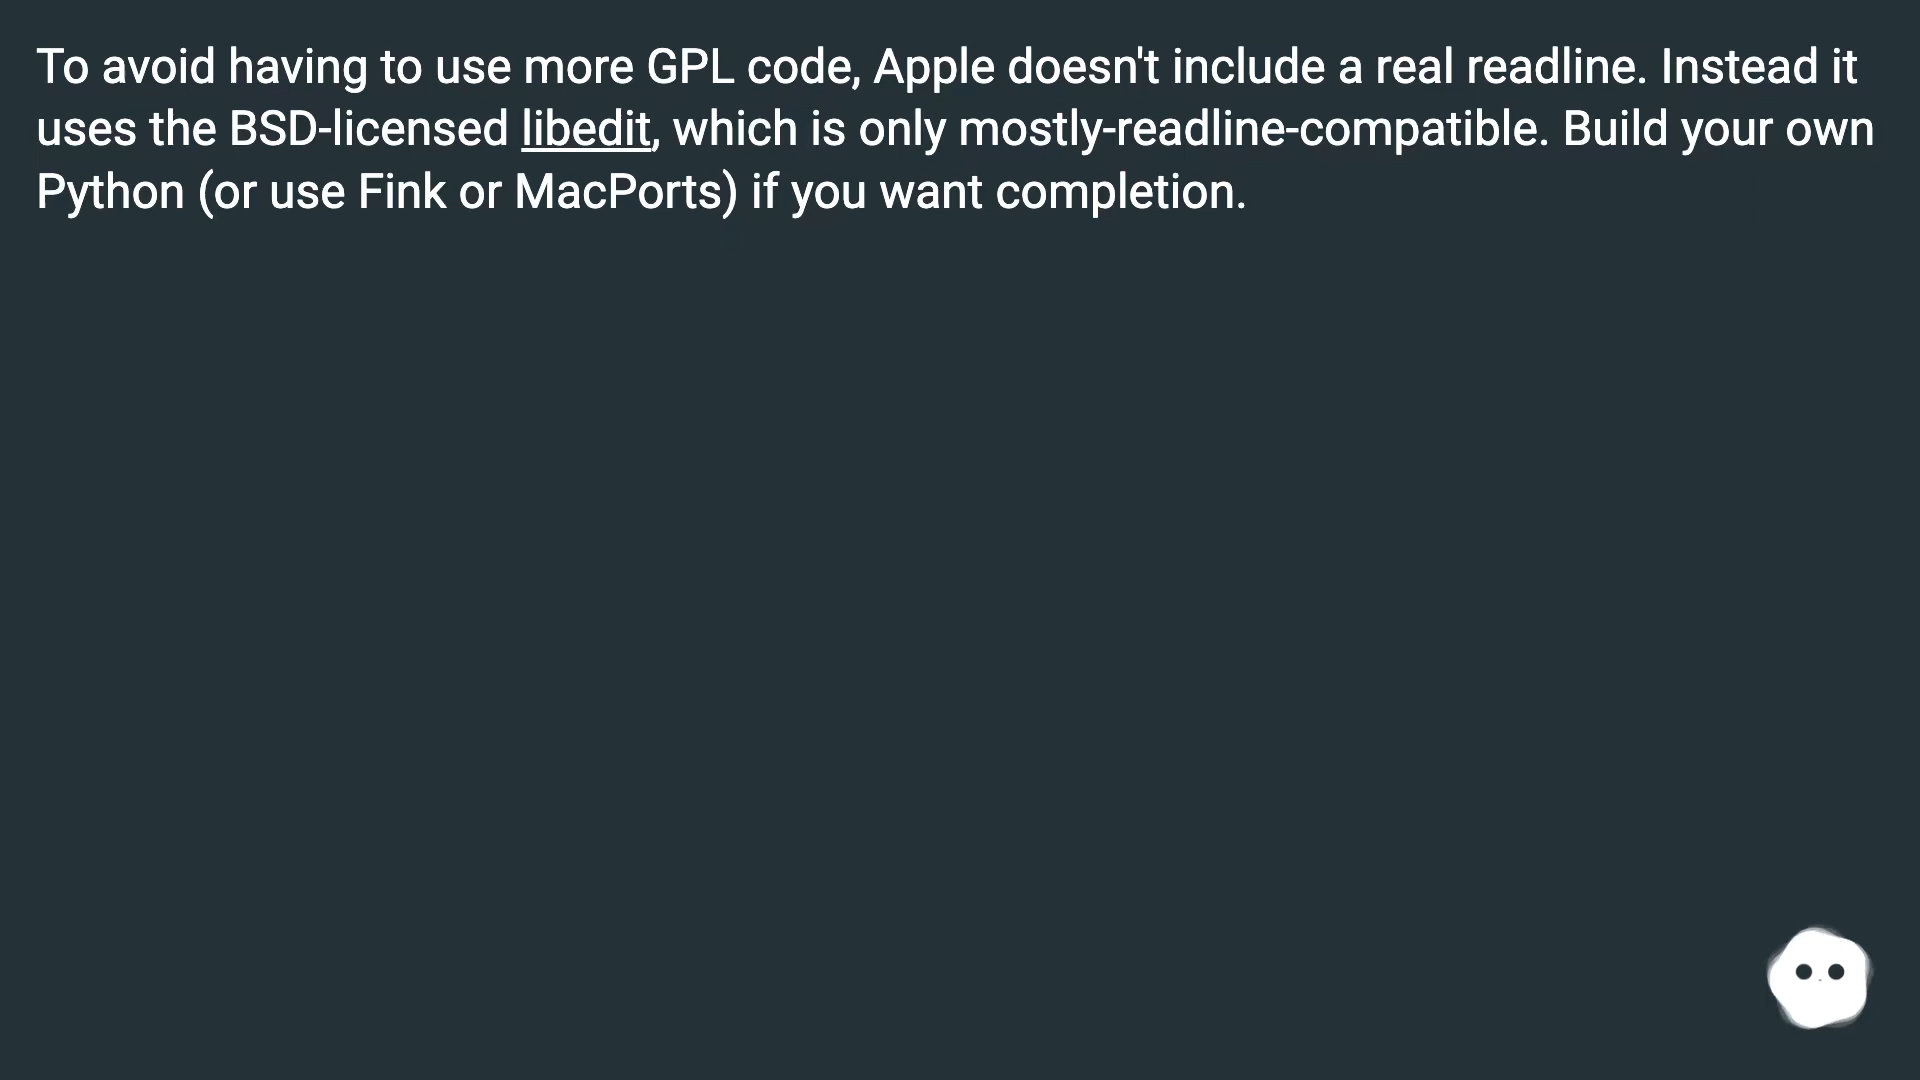 To avoid having to use more GPL code, Apple doesn't include a real readline. Instead it
uses the BSD-licensed libedit, which is only mostly-readline-compatible. Build your own
Python (or use Fink or MacPorts) if you want completion.